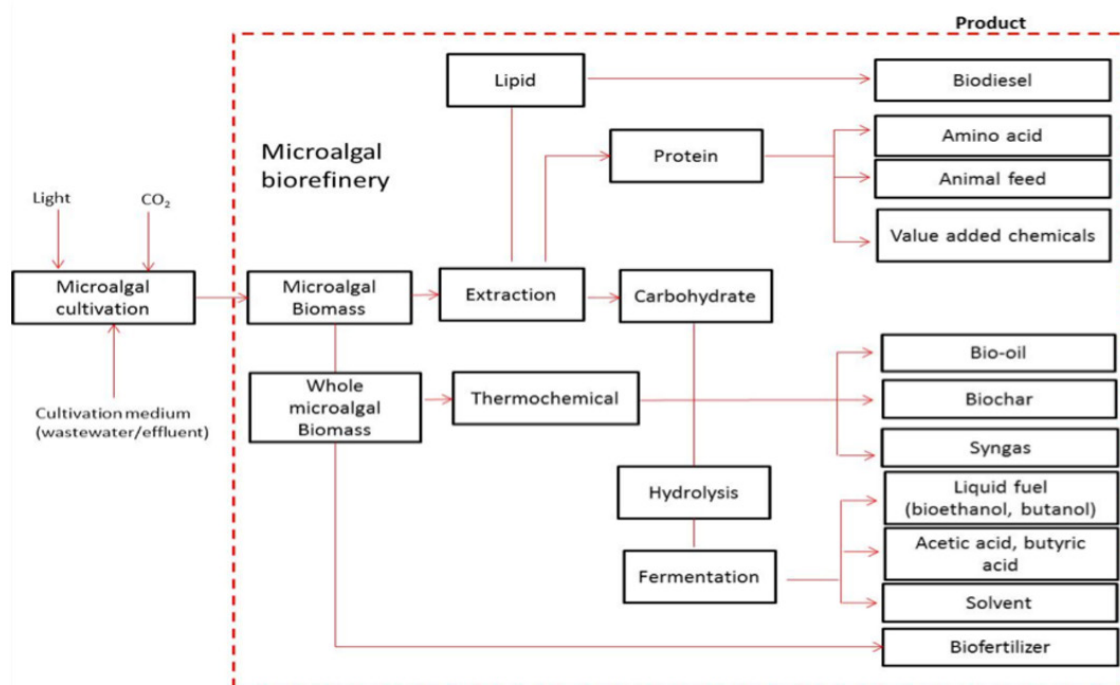 Product
Lipid
Biodiesel
Microalgal
biorefinery
Protein
Amino acid
Animal feed
Value added chemicals
Light
CO₂
Microalgal
cultivation
Microalgal
Biomass
Extraction
Carbohydrate
Cultivation medium
(wastewater/effluent)
Whole
microalgal
Biomass
Thermochemical
Bio-oil
Biochar
Syngas
Hydrolysis
Fermentation
Liquid fuel
(bioethanol, butanol)
Acetic acid, butyric
acid
Solvent
Biofertilizer